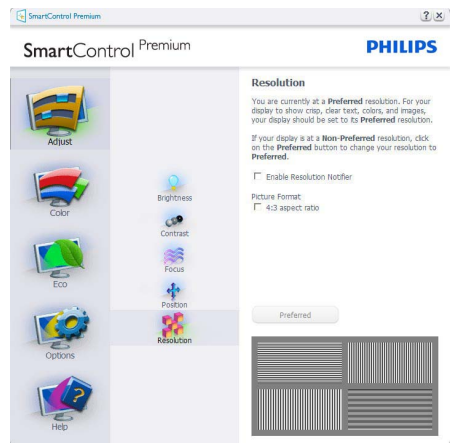 SmartControl Premium
SmartControl Premium
PHILIPS
Adjust
Color
Eco
Options
Help
Brightness
Contrast
Focus
Position
Resolution
Resolution
You are currently at a Preferred resolution. For your
display to show crisp, clear text, colors, and images,
your display should be set to its Preferred resolution.
If your display is at a Non-Preferred resolution, click
on the Preferred button to change your resolution to
Preferred.
Enable Resolution Notifier
Picture Format
4:3 aspect ratio
Preferred